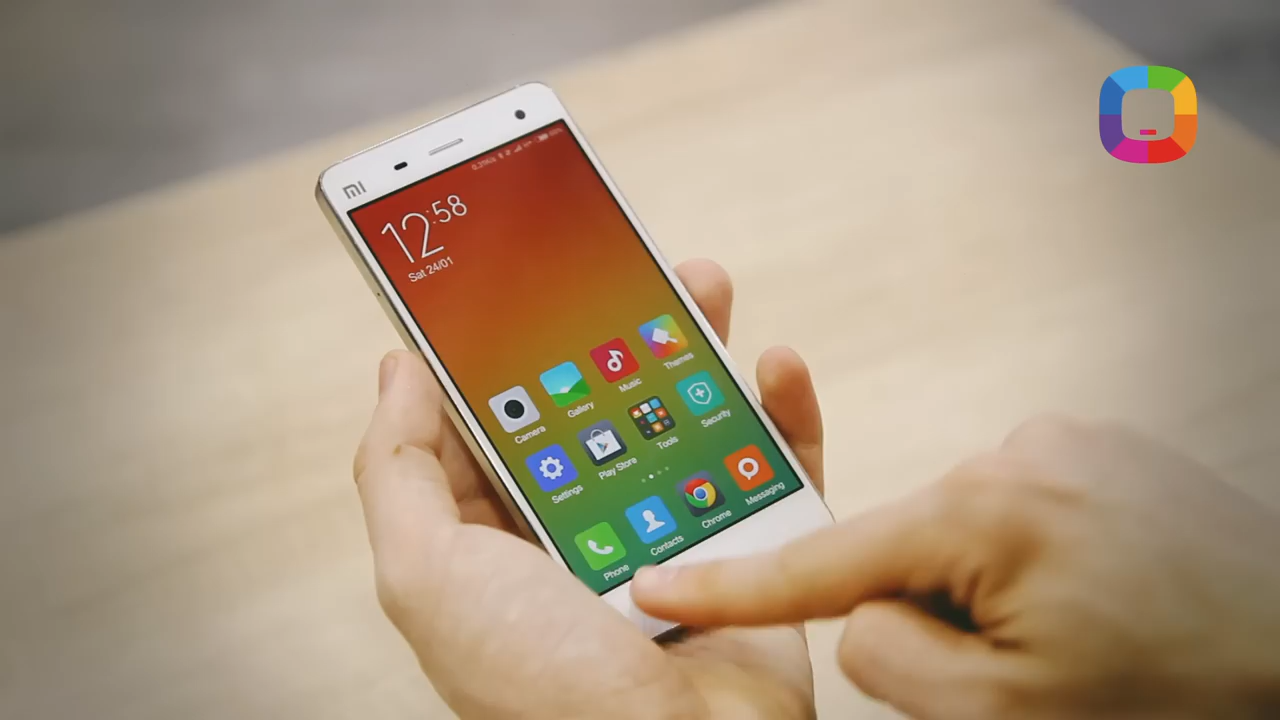 MI
12:58
Sat 24/01
Camera
Gallery
Music
Themes
Settings
Play Store
Tools
Security
Phone
Contacts
Chrome
Messaging